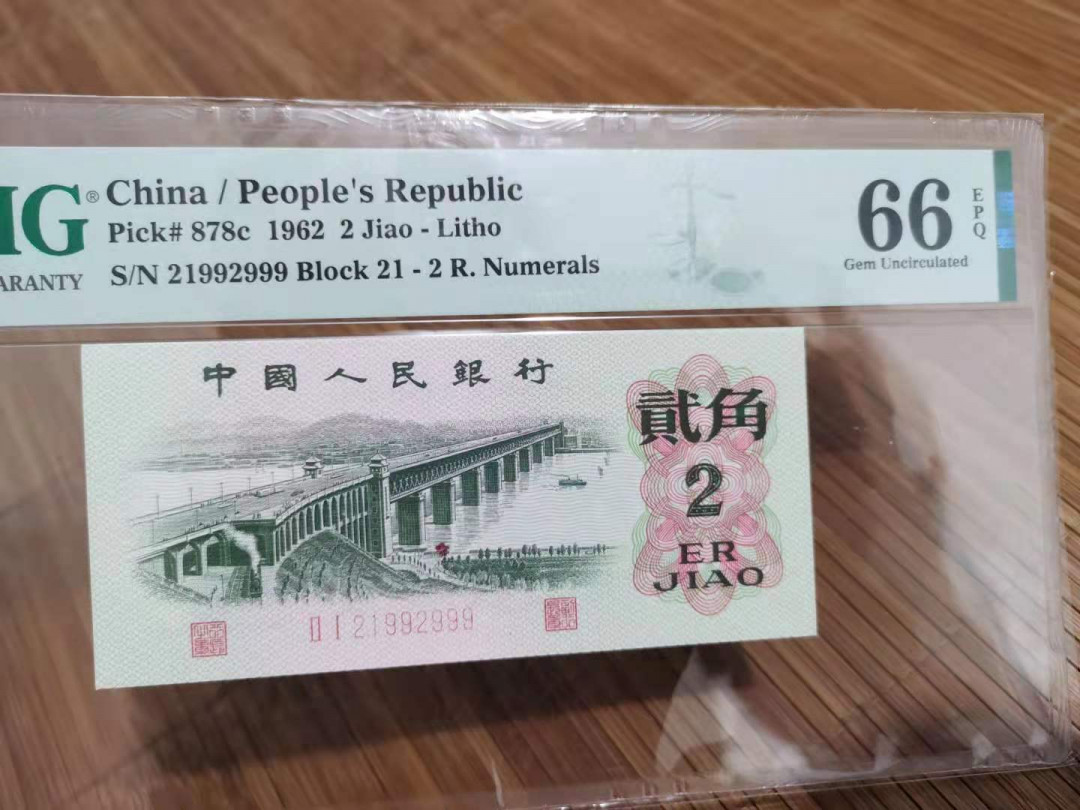 MG®
ARANTY
China / People's Republic
Pick# 878c 1962 2 Jiao - Litho
S/N 21992999 Block 21 - 2 R. Numerals
66
EPQ
Gem Uncirculated
中國人民銀行
貳角
2
ER
JIAO
II I 21992999